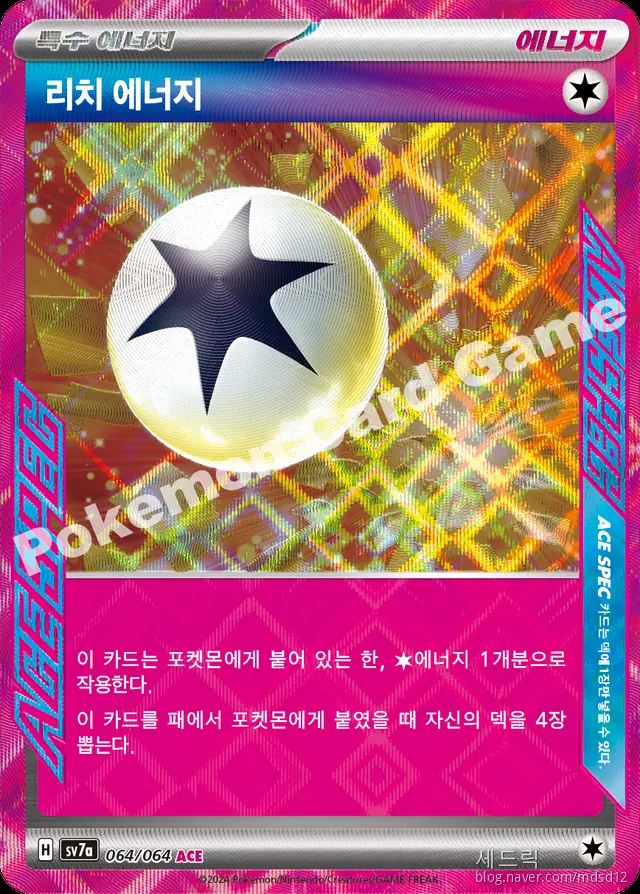 특수 에너지
에너지
리치 에너지
Pokémon Card Game
ACE SPEC
ACE SPEC
ACE SPEC 카드는 덱에 1장만 넣을 수 있다.
이 카드는 포켓몬에게 붙어 있는 한, 에너지 1개분으로
작용한다.
이 카드를 패에서 포켓몬에게 붙였을 때 자신의 덱을 4장
뽑는다.
H sv7a 064/064 ACE
세드릭
©2024 Pokémon/Nintendo/Creatures/GAME FREAK.
blog.naver.com/mdsd12